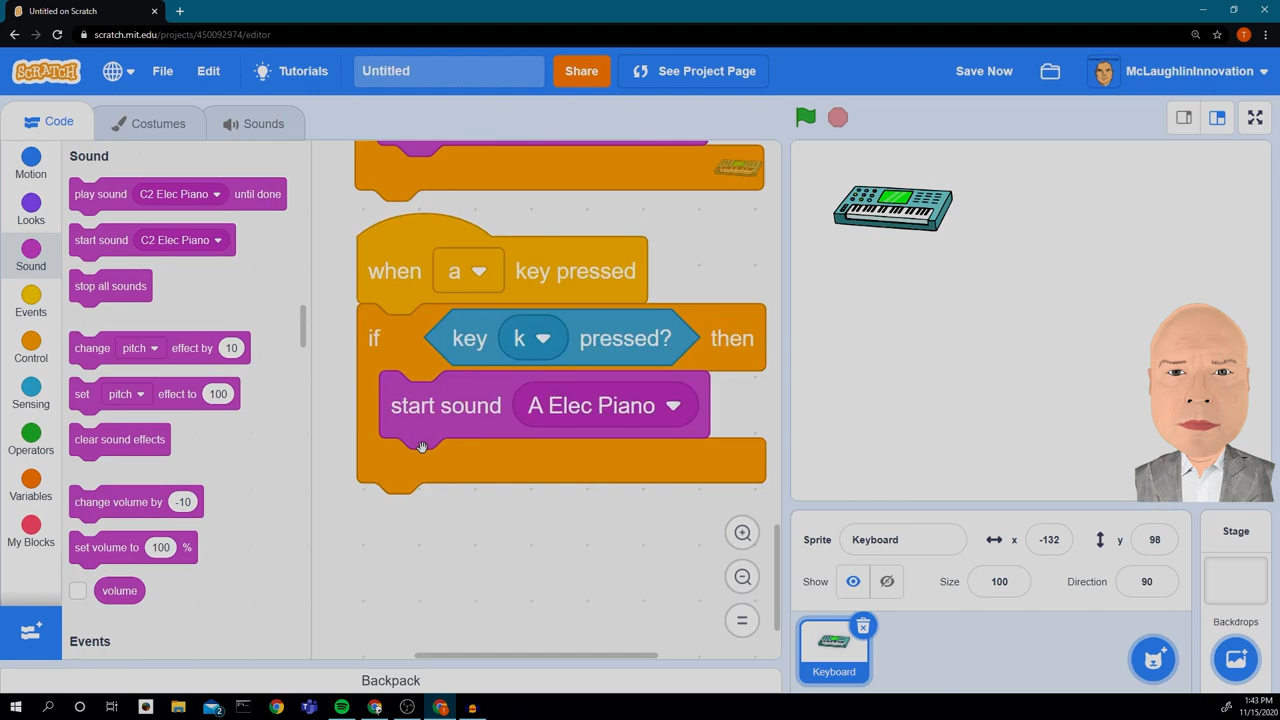 Untitled on Scratch
scratch.mit.edu/projects/450092974/editor
T
SCRATCH
File
Edit
Tutorials
Untitled
Share
See Project Page
Save Now
McLaughlinInnovation
Code
Costumes
Sounds
Motion
Looks
Sound
Events
Control
Sensing
Operators
Variables
My Blocks
Sound
play sound C2 Elec Piano until done
start sound C2 Elec Piano
stop all sounds
change pitch effect by 10
set pitch effect to 100
clear sound effects
change volume by -10
set volume to 100 %
volume
Events
when a key pressed
if key k pressed? then
start sound A Elec Piano
Backpack
Sprite Keyboard x -132 y 98
Show Size 100 Direction 90
Keyboard
Stage
Backdrops
1:43 PM
11/15/2020